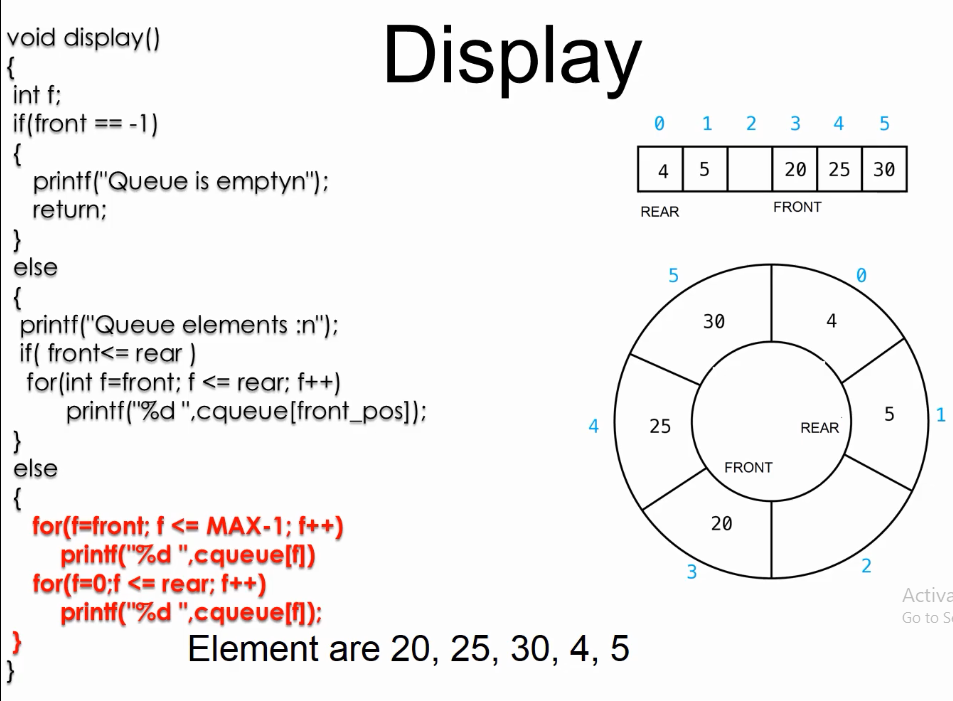 Display
void display()
{
int f;
if(front == -1)
{
printf("Queue is emptyn");
return;
}
else
{
printf("Queue elements :n");
if( front<= rear )
for(int f=front; f <= rear; f++)
printf("%d ",cqueue[front_pos]);
}
else
{
for(f=front; f <= MAX-1; f++)
printf("%d ",cqueue[f])
for(f=0;f <= rear; f++)
printf("%d ",cqueue[f]);
}
}
0 1 2 3 4 5
4 5 20 25 30
REAR FRONT
5 0
30 4
4 25 REAR 5 1
FRONT
20
3 2
Element are 20, 25, 30, 4, 5
Activa
Go to S